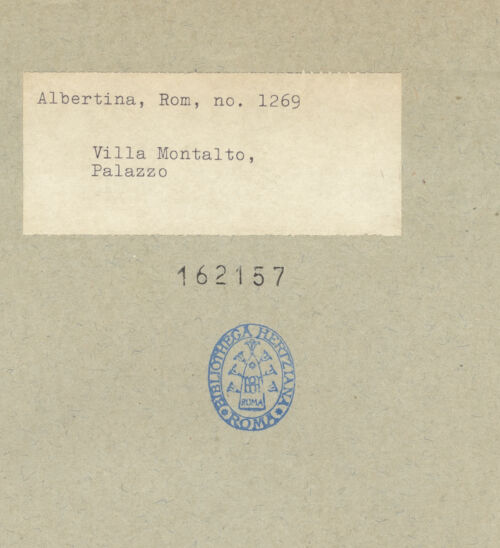 Albertina, Rom, no. 1269
Villa Montalto,
Palazzo
162157
BIBLIOTHECA HERTZIANA
ROMA
ROMA